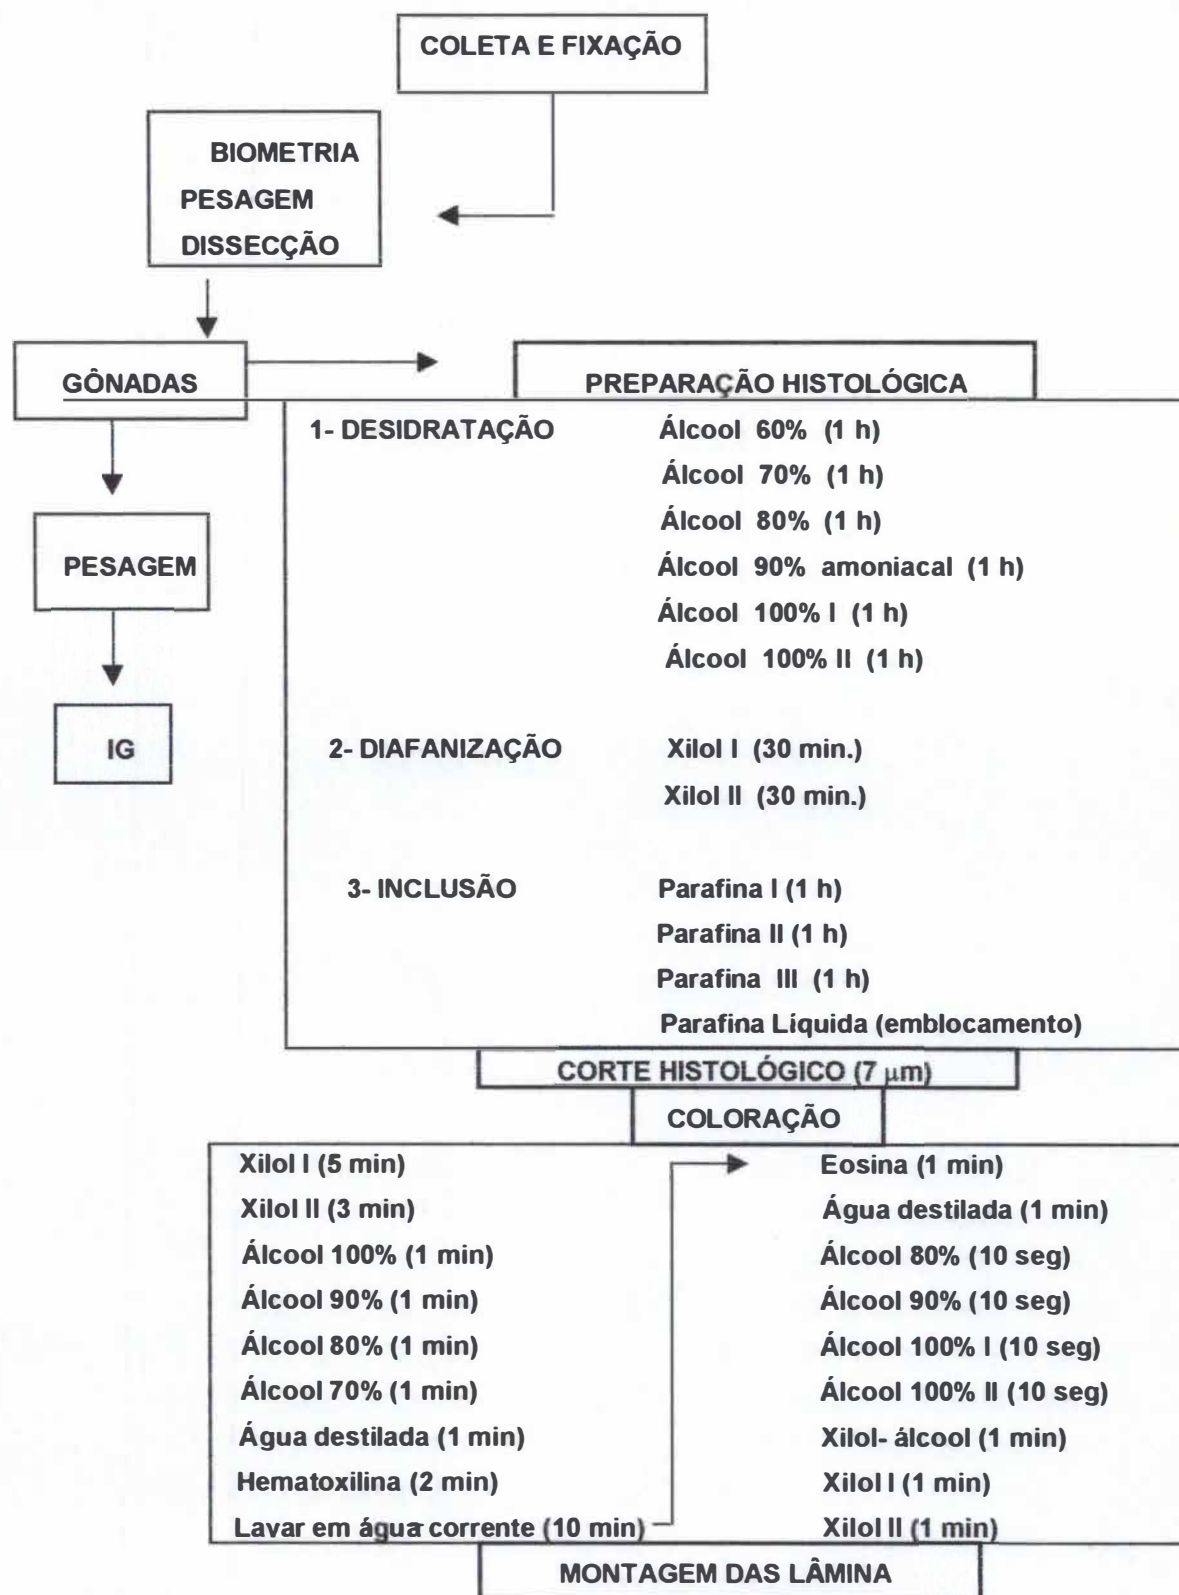 COLETA E FIXAÇÃO
BIOMETRIA
PESAGEM
DISSECÇÃO
GÔNADAS
PESAGEM
IG
PREPARAÇÃO HISTOLÓGICA
1- DESIDRATAÇÃO Álcool 60% (1 h)
Álcool 70% (1 h)
Álcool 80% (1 h)
Álcool 90% amoniacal (1 h)
Álcool 100% I (1 h)
Álcool 100% II (1 h)
2- DIAFANIZAÇÃO Xilol I (30 min.)
Xilol II (30 min.)
3- INCLUSÃO Parafina I (1 h)
Parafina II (1 h)
Parafina III (1 h)
Parafina Líquida (emblocamento)
CORTE HISTOLÓGICO (7 µm)
COLORAÇÃO
Xilol I (5 min)
Xilol II (3 min)
Álcool 100% (1 min)
Álcool 90% (1 min)
Álcool 80% (1 min)
Álcool 70% (1 min)
Água destilada (1 min)
Hematoxilina (2 min)
Lavar em água corrente (10 min)
Eosina (1 min)
Água destilada (1 min)
Álcool 80% (10 seg)
Álcool 90% (10 seg)
Álcool 100% I (10 seg)
Álcool 100% II (10 seg)
Xilol- álcool (1 min)
Xilol I (1 min)
Xilol II (1 min)
MONTAGEM DAS LÂMINA